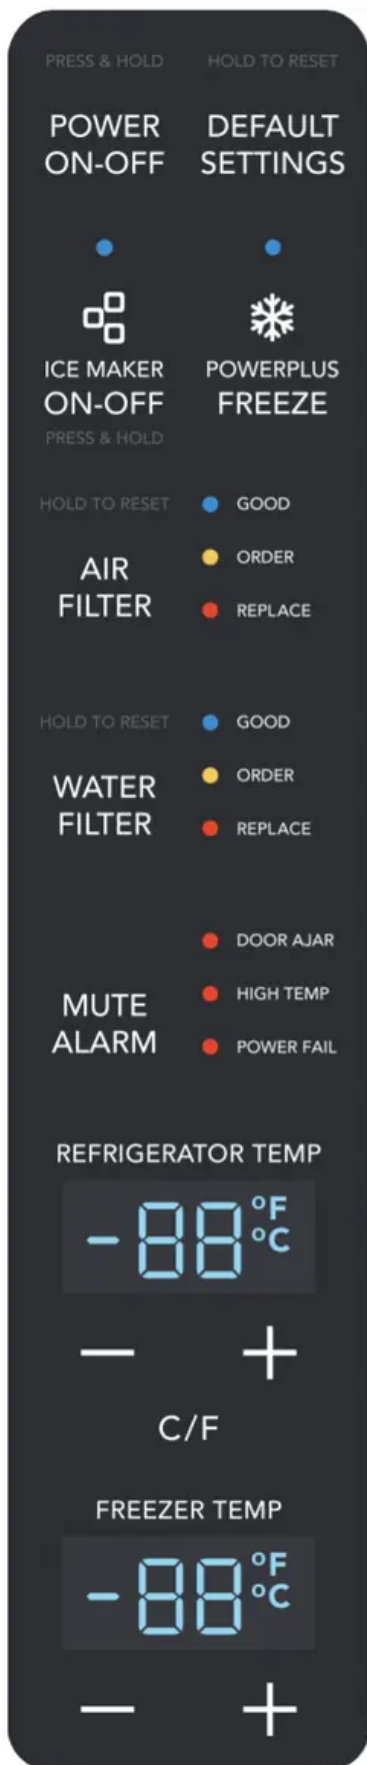 PRESS & HOLD
HOLD TO RESET
POWER
ON-OFF
DEFAULT
SETTINGS
ICE MAKER
ON-OFF
PRESS & HOLD
POWERPLUS
FREEZE
HOLD TO RESET
AIR
FILTER
GOOD
ORDER
REPLACE
HOLD TO RESET
WATER
FILTER
GOOD
ORDER
REPLACE
MUTE
ALARM
DOOR AJAR
HIGH TEMP
POWER FAIL
REFRIGERATOR TEMP
-88 °F °C
− +
C/F
FREEZER TEMP
-88 °F °C
− +